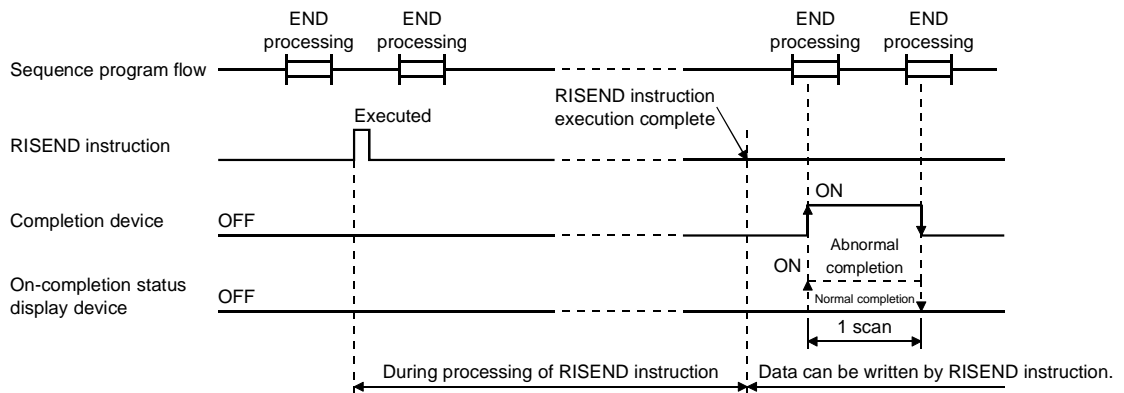 END
processing
END
processing
END
processing
END
processing
Sequence program flow
RISEND instruction
execution complete
Executed
RISEND instruction
ON
Completion device
OFF
Abnormal
completion
ON
On-completion status
display device
OFF
Normal completion
1 scan
During processing of RISEND instruction
Data can be written by RISEND instruction.